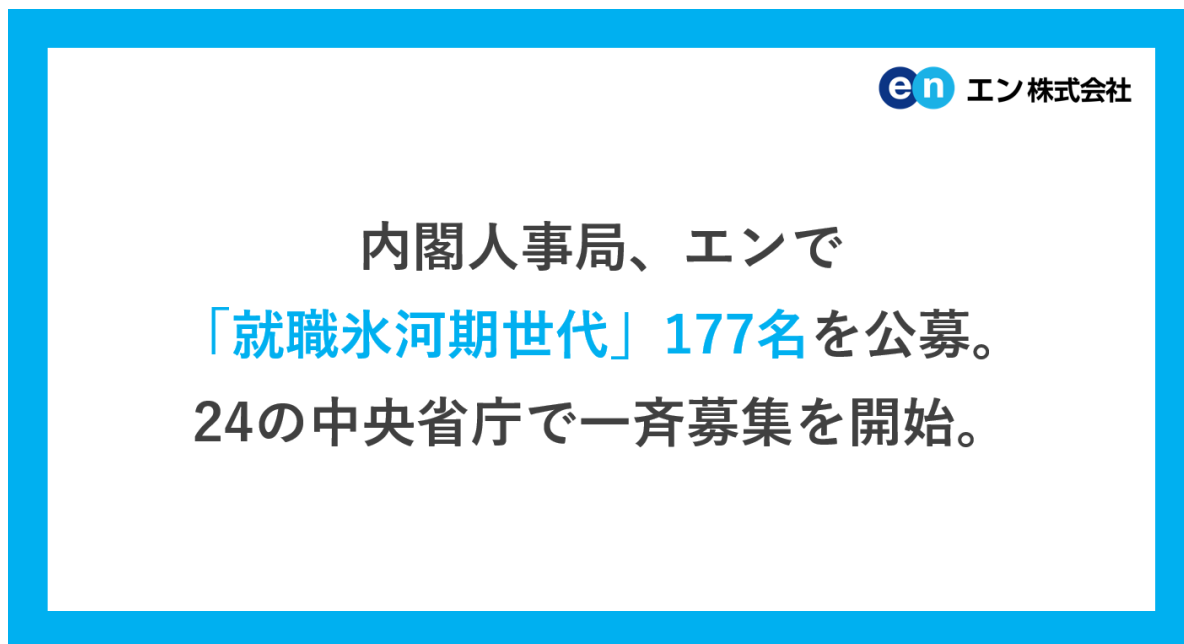 en エン株式会社
内閣人事局、エンで
「就職氷河期世代」177名を公募。
24の中央省庁で一斉募集を開始。